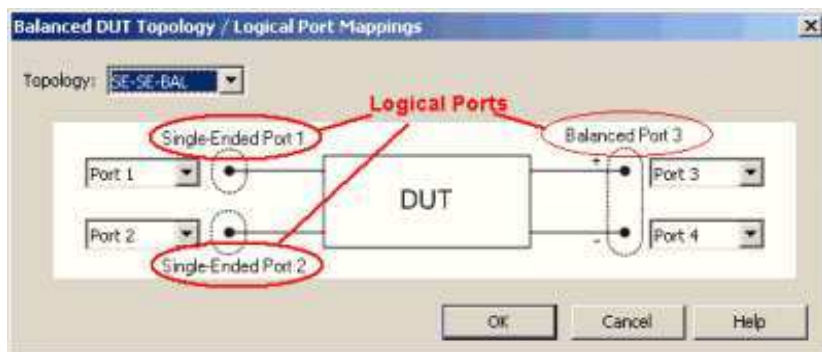 Balanced DUT Topology / Logical Port Mappings
Topology: SE-SE-BAL
Logical Ports
Single-Ended Port 1
Balanced Port 3
Port 1
+
Port 3
DUT
Port 2
-
Port 4
Single-Ended Port 2
OK
Cancel
Help